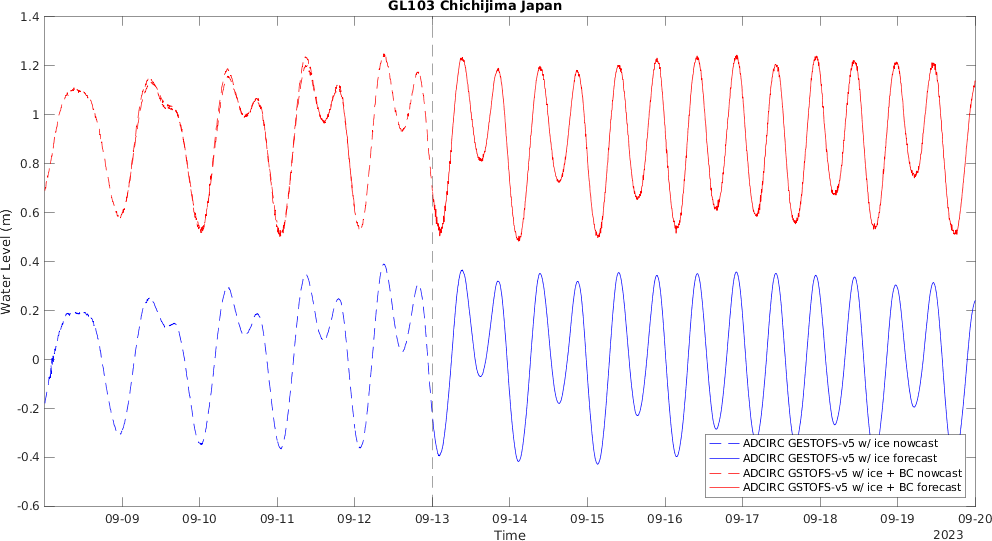 GL103 Chichijima Japan
1.4
1.2
1
0.8
0.6
0.4
0.2
0
-0.2
-0.4
-0.6
Water Level (m)
ADCIRC GESTOFS-v5 w/ ice nowcast
ADCIRC GESTOFS-v5 w/ ice forecast
ADCIRC GSTOFS-v5 w/ ice + BC nowcast
ADCIRC GSTOFS-v5 w/ ice + BC forecast
09-09 09-10 09-11 09-12 09-13 09-14 09-15 09-16 09-17 09-18 09-19 09-20
Time
2023